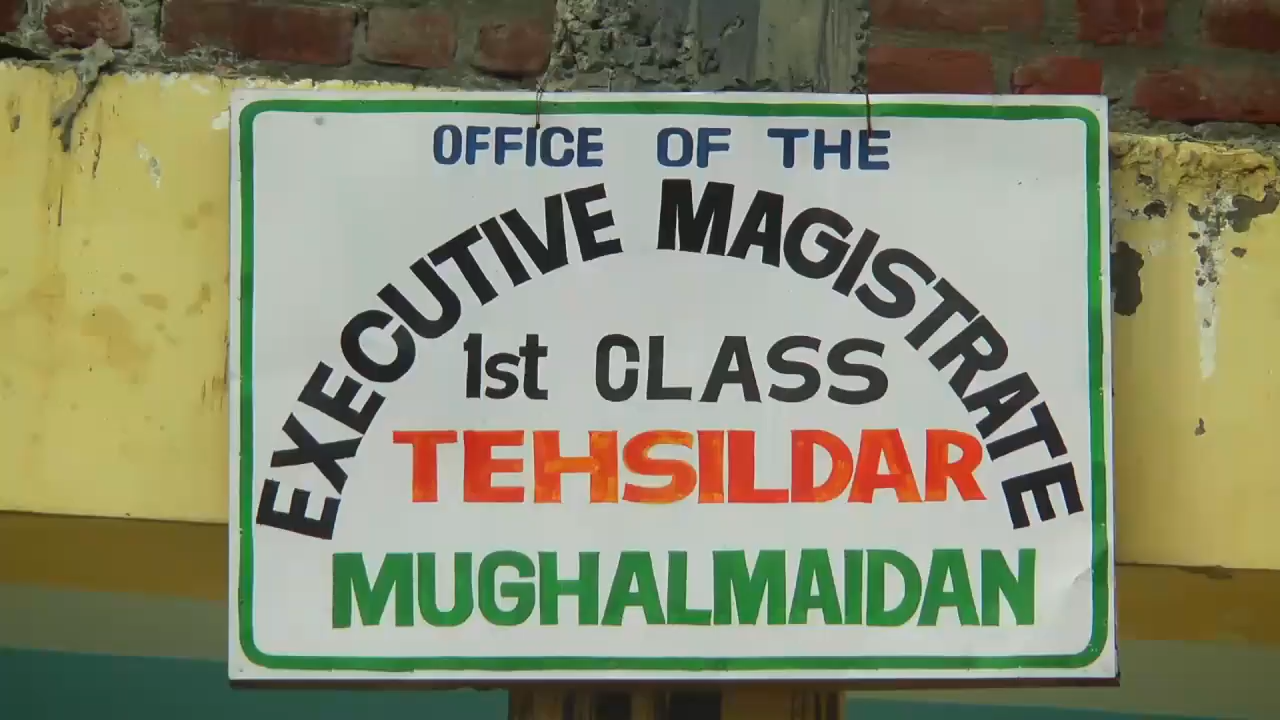 OFFICE OF THE
EXECUTIVE MAGISTRATE
1st CLASS
TEHSILDAR
MUGHALMAIDAN